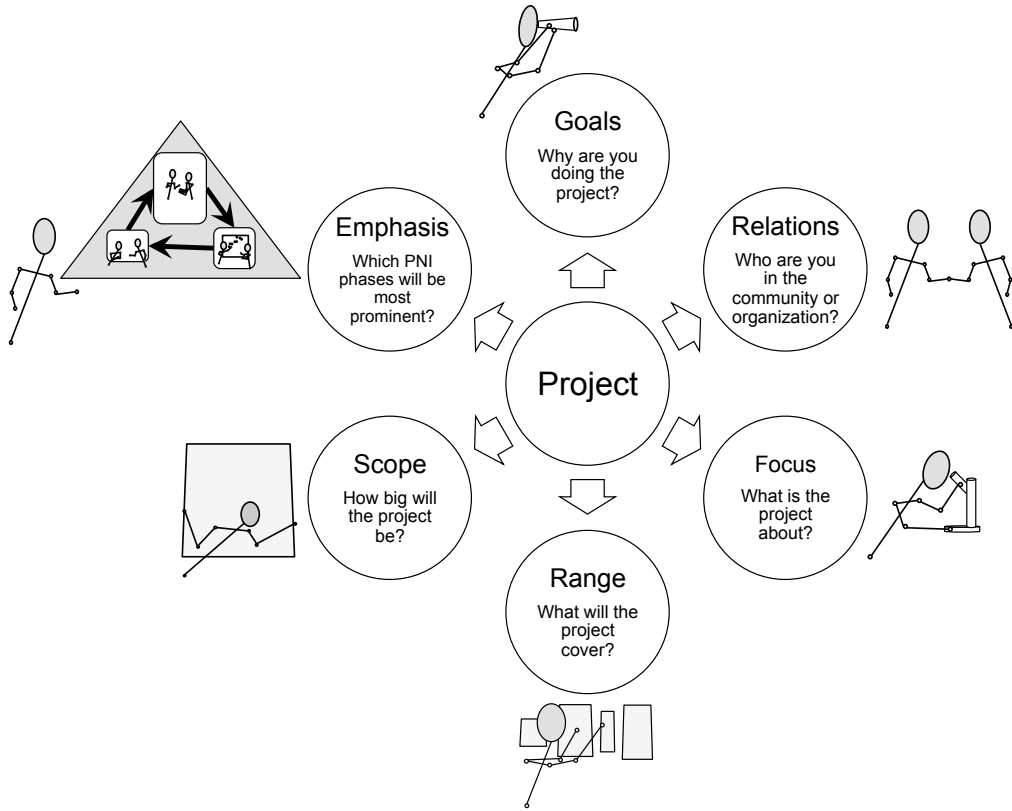 Goals
Why are you
doing the
project?
Relations
Who are you
in the
community or
organization?
Focus
What is the
project
about?
Range
What will the
project
cover?
Scope
How big will
the project
be?
Emphasis
Which PNI
phases will be
most
prominent?
Project